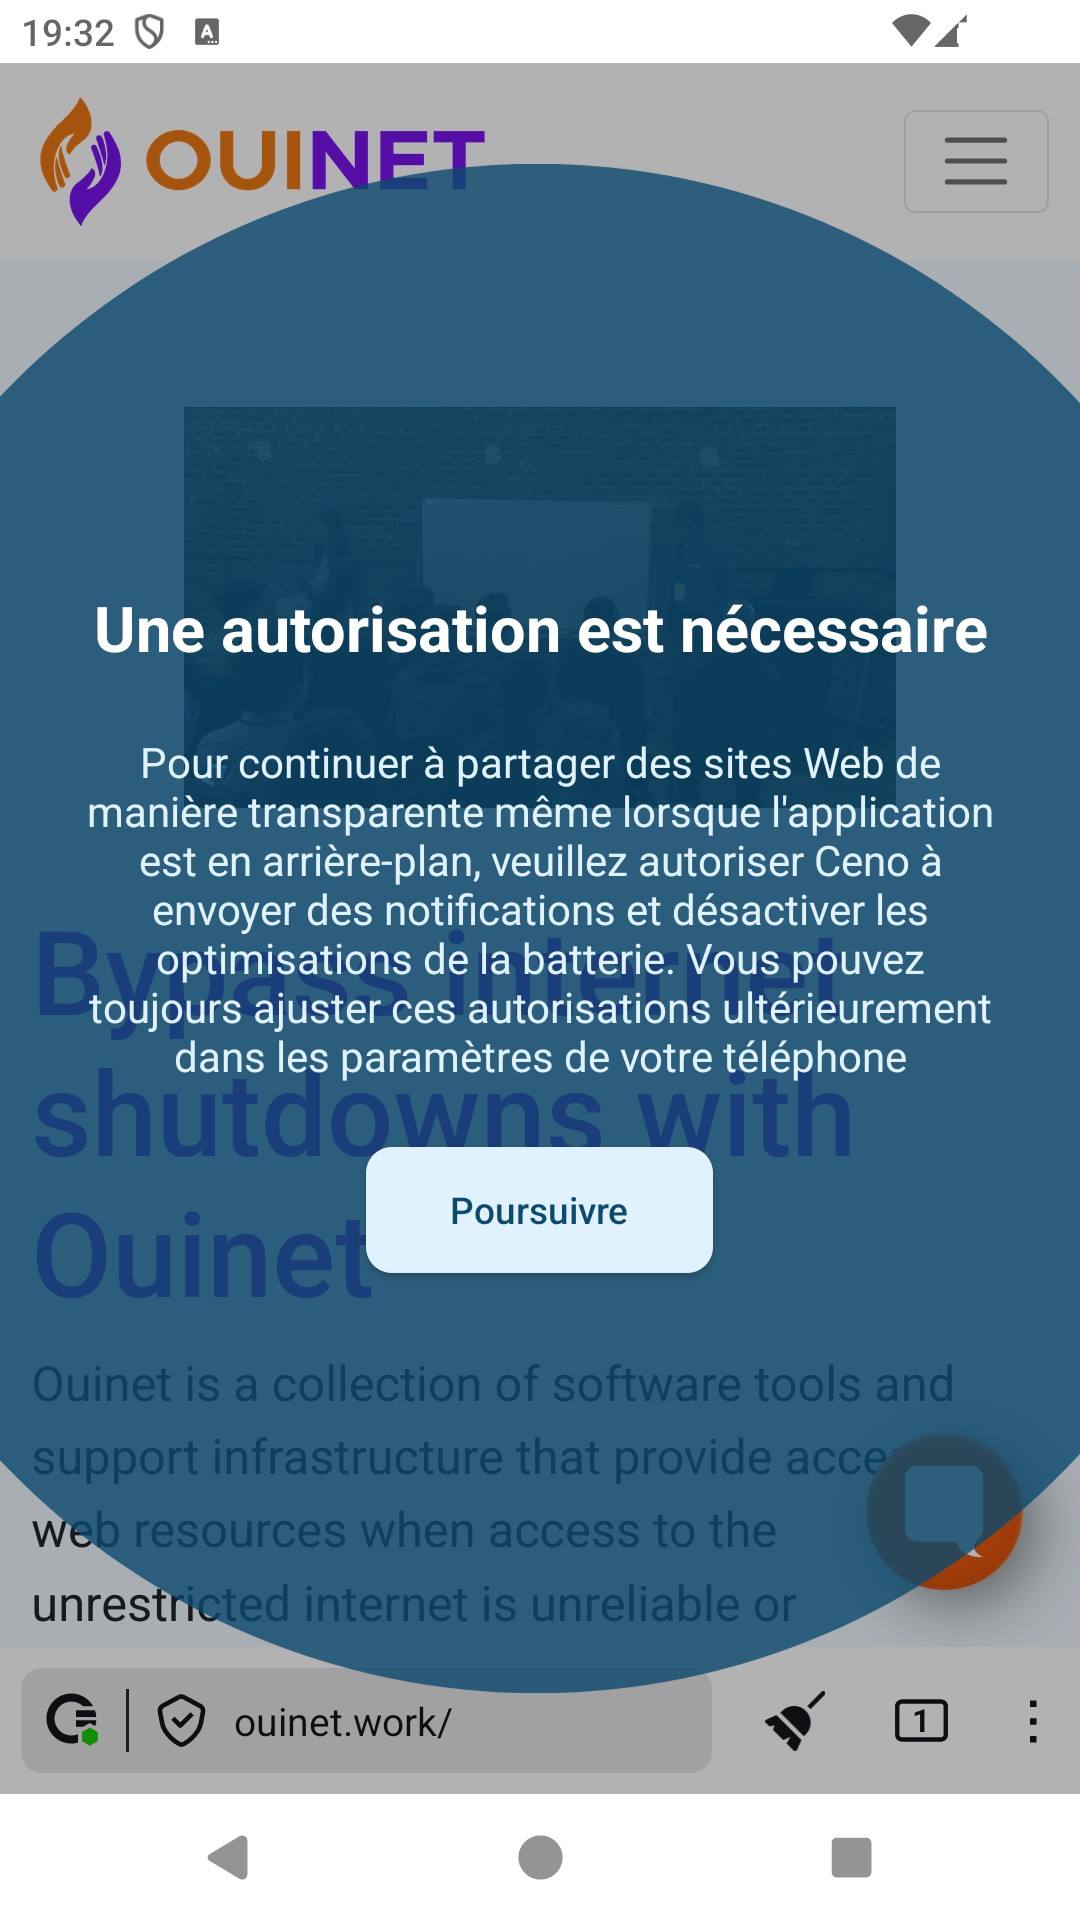 19:32
OUINET
Une autorisation est nécessaire
Pour continuer à partager des sites Web de
manière transparente même lorsque l'application
est en arrière-plan, veuillez autoriser Ceno à
envoyer des notifications et désactiver les
optimisations de la batterie. Vous pouvez
toujours ajuster ces autorisations ultérieurement
dans les paramètres de votre téléphone
Poursuivre
Bypass internet
shutdowns with
Ouinet
Ouinet is a collection of software tools and
support infrastructure that provide acce
web resources when access to the
unrestricted internet is unreliable or
ouinet.work/
1